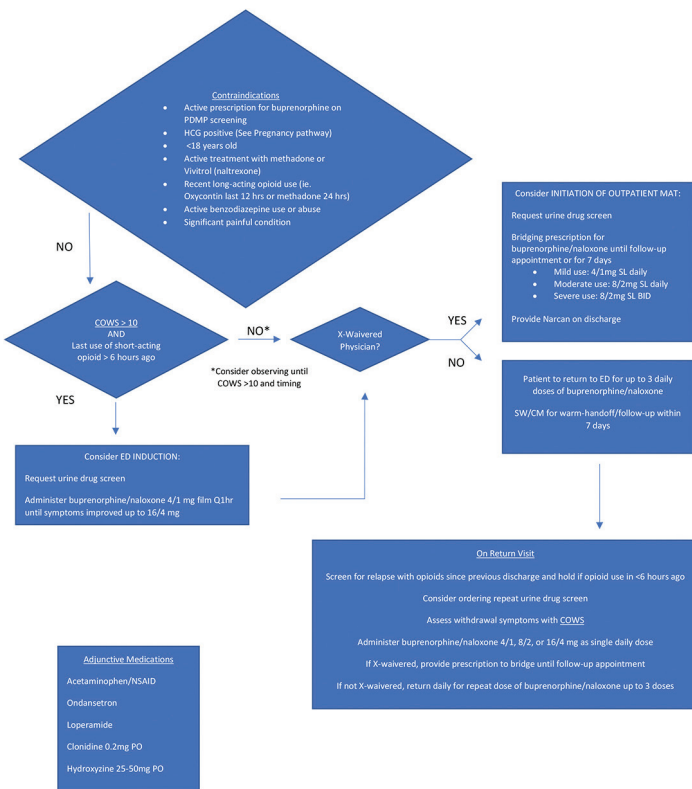 Contraindications
• Active prescription for buprenorphine on
PDMP screening
• HCG positive (See Pregnancy pathway)
• <18 years old
• Active treatment with methadone or
Vivitrol (naltrexone)
• Recent long-acting opioid use (ie.
Oxycontin last 12 hrs or methadone 24 hrs)
• Active benzodiazepine use or abuse
• Significant painful condition
NO
COWS > 10
AND
Last use of short-acting
opioid > 6 hours ago
NO*
*Consider observing until
COWS >10 and timing
YES
Consider ED INDUCTION:
Request urine drug screen
Administer buprenorphine/naloxone 4/1 mg film Q1hr
until symptoms improved up to 16/4 mg
X-Waivered
Physician?
YES
NO
Consider INITIATION OF OUTPATIENT MAT:
Request urine drug screen
Bridging prescription for
buprenorphine/naloxone until follow-up
appointment or for 7 days
• Mild use: 4/1mg SL daily
• Moderate use: 8/2mg SL daily
• Severe use: 8/2mg SL BID
Provide Narcan on discharge
Patient to return to ED for up to 3 daily
doses of buprenorphine/naloxone
SW/CM for warm-handoff/follow-up within
7 days
On Return Visit
Screen for relapse with opioids since previous discharge and hold if opioid use in <6 hours ago
Consider ordering repeat urine drug screen
Assess withdrawal symptoms with COWS
Administer buprenorphine/naloxone 4/1, 8/2, or 16/4 mg as single daily dose
If X-waivered, provide prescription to bridge until follow-up appointment
If not X-waivered, return daily for repeat dose of buprenorphine/naloxone up to 3 doses
Adjunctive Medications
Acetaminophen/NSAID
Ondansetron
Loperamide
Clonidine 0.2mg PO
Hydroxyzine 25-50mg PO